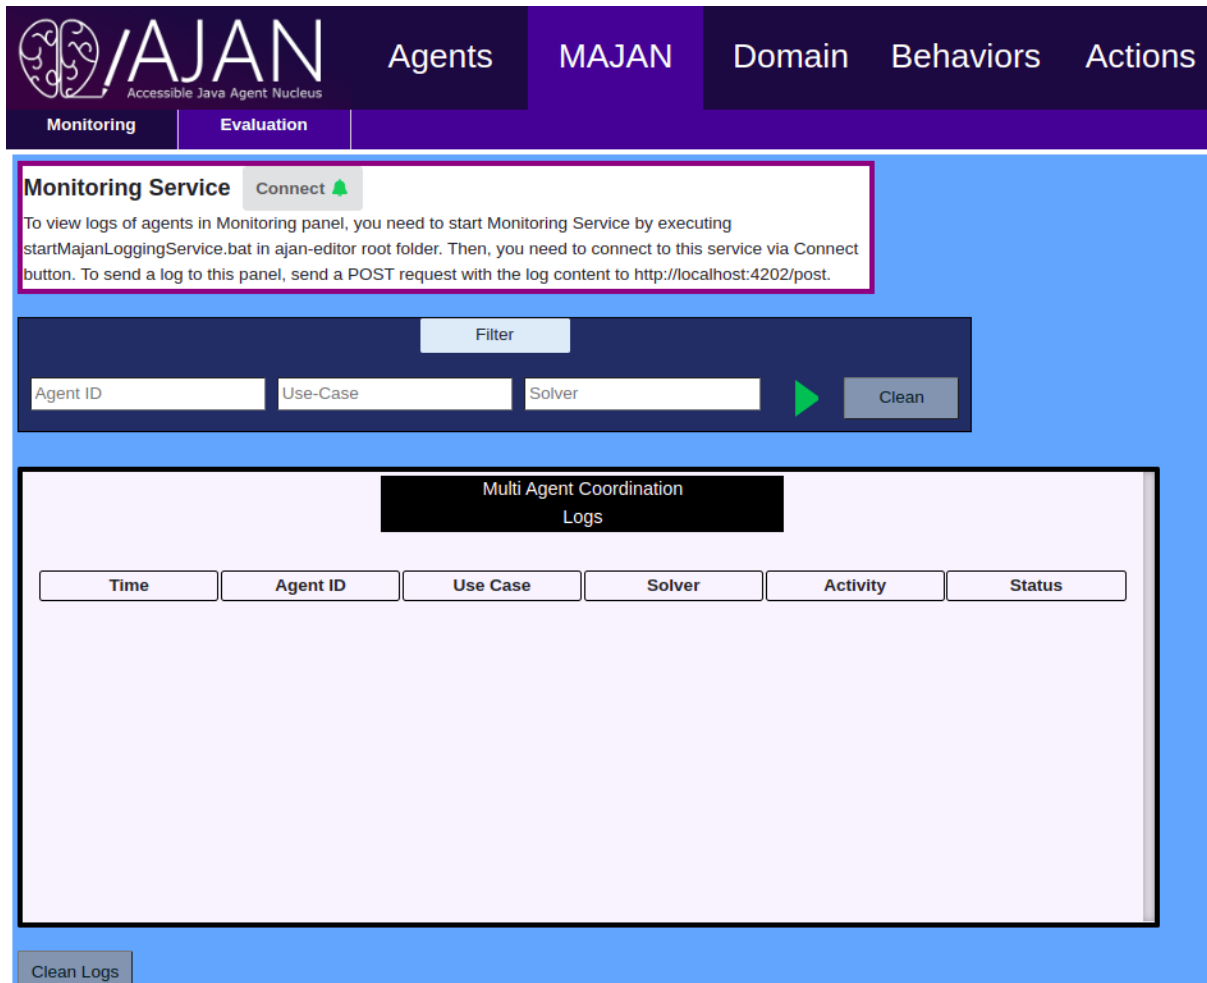 /AJAN
Accessible Java Agent Nucleus
Agents MAJAN Domain Behaviors Actions
Monitoring Evaluation
Monitoring Service Connect
To view logs of agents in Monitoring panel, you need to start Monitoring Service by executing
startMajanLoggingService.bat in ajan-editor root folder. Then, you need to connect to this service via Connect
button. To send a log to this panel, send a POST request with the log content to http://localhost:4202/post.
Filter
Agent ID Use-Case Solver Clean
Multi Agent Coordination
Logs
Time Agent ID Use Case Solver Activity Status
Clean Logs